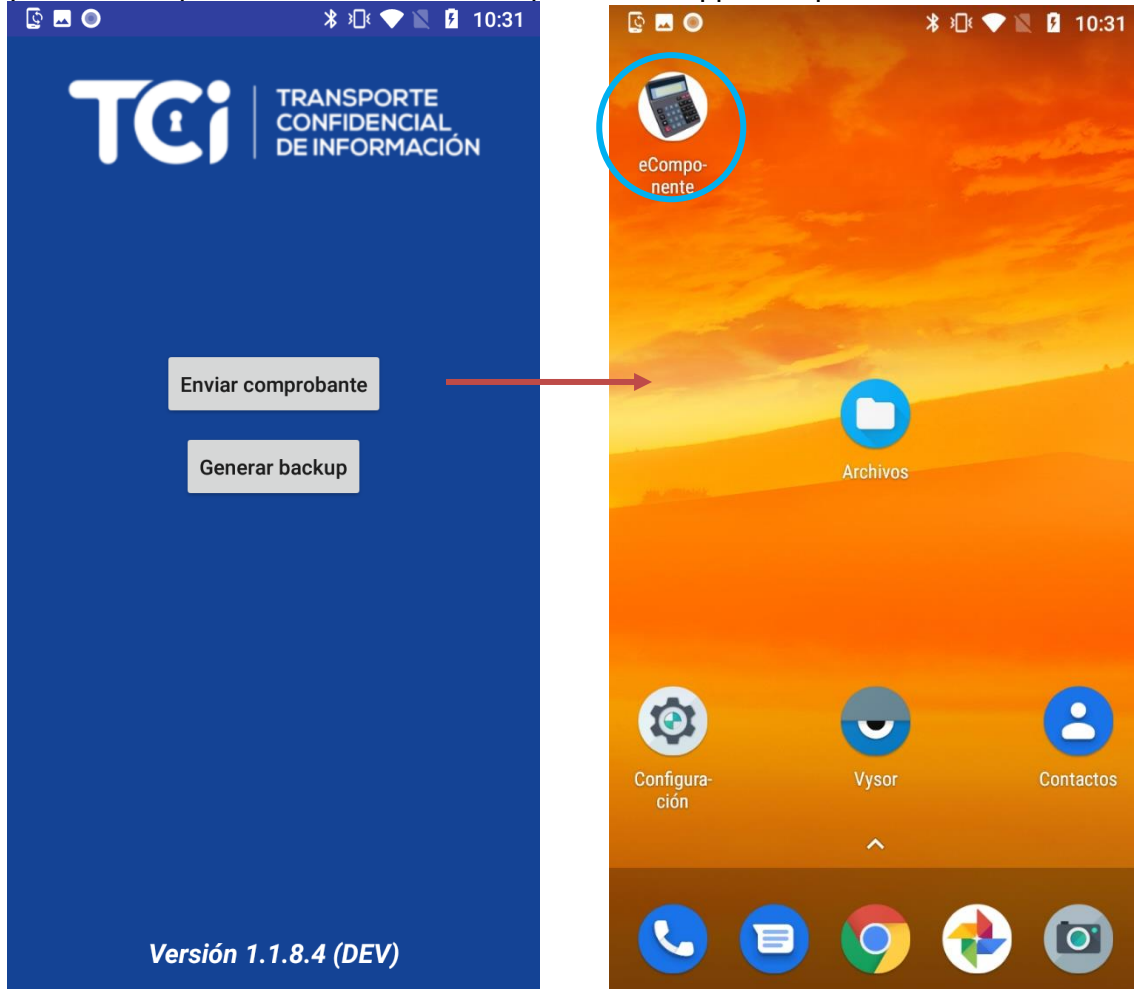 10:31
TCi
TRANSPORTE
CONFIDENCIAL
DE INFORMACIÓN
Enviar comprobante
Generar backup
Versión 1.1.8.4 (DEV)
10:31
eCompo-
nente
Archivos
Configura-
ción
Vysor
Contactos